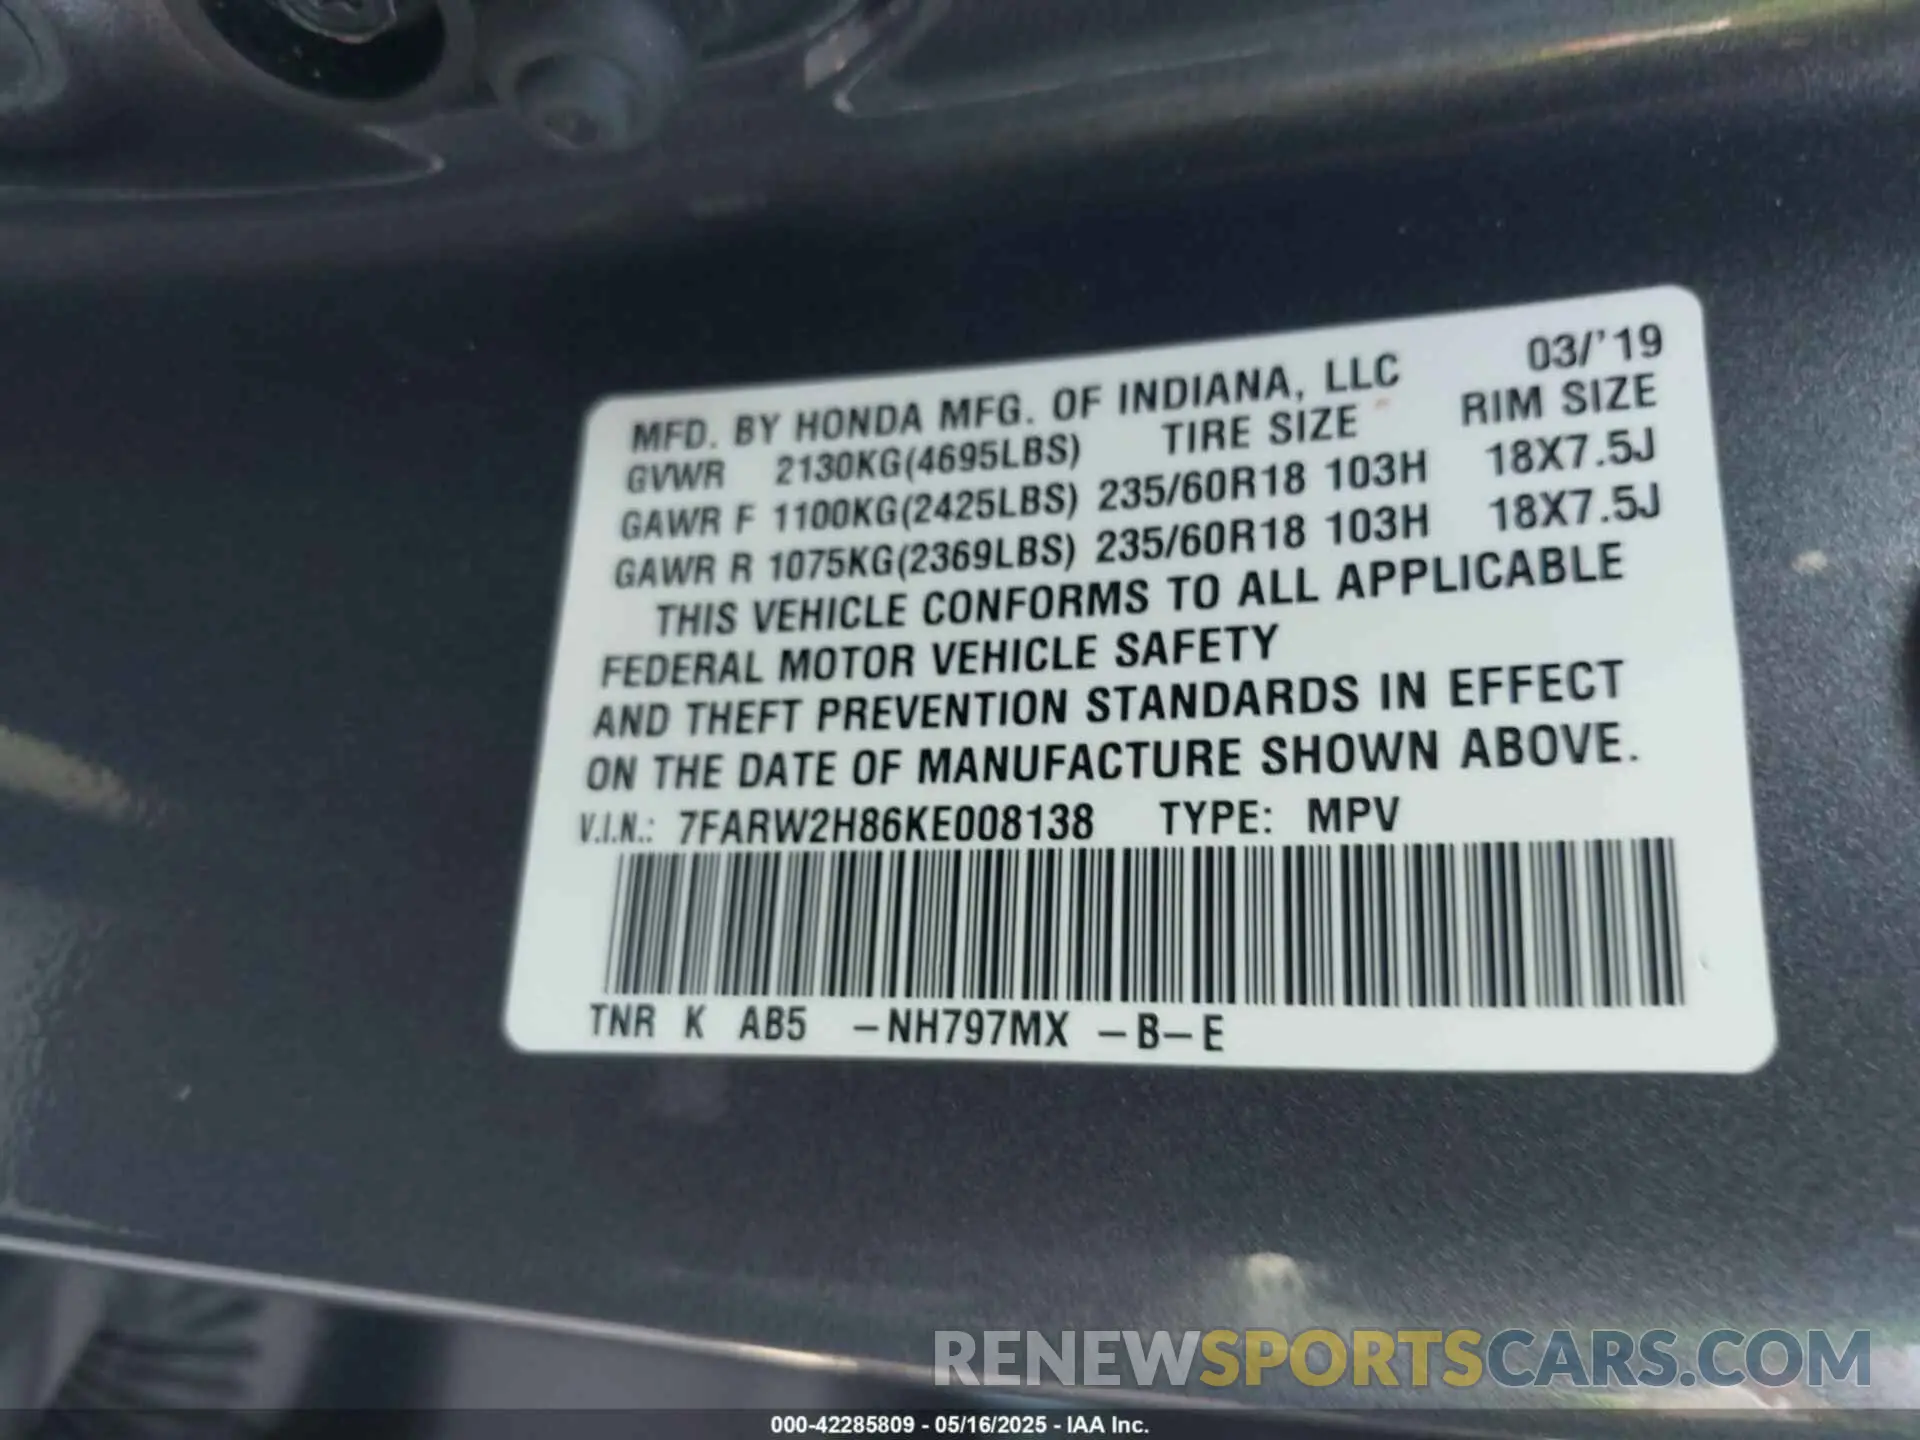 MFD. BY HONDA MFG. OF INDIANA, LLC 03/'19
GVWR 2130KG(4695LBS) TIRE SIZE RIM SIZE
GAWR F 1100KG(2425LBS) 235/60R18 103H 18X7.5J
GAWR R 1075KG(2369LBS) 235/60R18 103H 18X7.5J
THIS VEHICLE CONFORMS TO ALL APPLICABLE
FEDERAL MOTOR VEHICLE SAFETY
AND THEFT PREVENTION STANDARDS IN EFFECT
ON THE DATE OF MANUFACTURE SHOWN ABOVE.
V.I.N.: 7FARW2H86KE008138 TYPE: MPV
TNR K AB5 -NH797MX -B-E
RENEWSPORTSCARS.COM
000-42285809 - 05/16/2025 - IAA Inc.